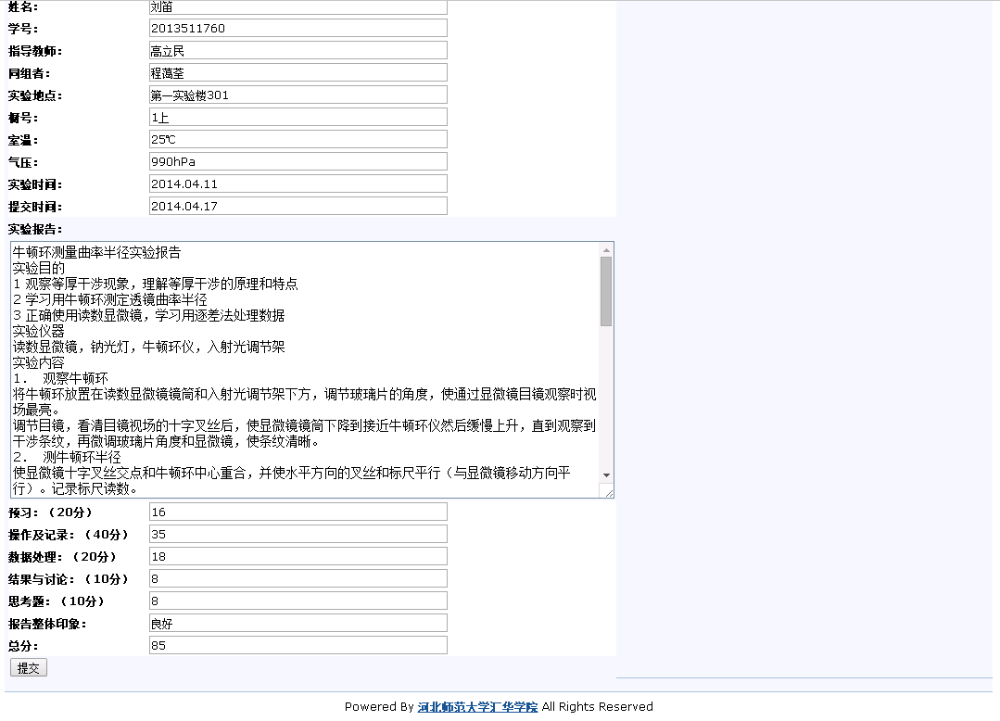 姓名： 刘笛
学号： 2013511760
指导教师： 高立民
同组者： 程蔼荃
实验地点： 第一实验楼301
橱号： 1上
室温： 25℃
气压： 990hPa
实验时间： 2014.04.11
提交时间： 2014.04.17
实验报告：
牛顿环测量曲率半径实验报告
实验目的
1 观察等厚干涉现象，理解等厚干涉的原理和特点
2 学习用牛顿环测定透镜曲率半径
3 正确使用读数显微镜，学习用逐差法处理数据
实验仪器
读数显微镜，钠光灯，牛顿环仪，入射光调节架
实验内容
1. 观察牛顿环
将牛顿环放置在读数显微镜镜筒和入射光调节架下方，调节玻璃片的角度，使通过显微镜目镜观察时视
场最亮。
调节目镜，看清目镜视场的十字叉丝后，使显微镜镜筒下降到接近牛顿环仪然后缓慢上升，直到观察到
干涉条纹，再微调玻璃片角度和显微镜，使条纹清晰。
2. 测牛顿环半径
使显微镜十字叉丝交点和牛顿环中心重合，并使水平方向的叉丝和标尺平行（与显微镜移动方向平
行）。记录标尺读数。
预习：（20分） 16
操作及记录：（40分） 35
数据处理：（20分） 18
结果与讨论：（10分） 8
思考题：（10分） 8
报告整体印象： 良好
总分： 85
提交
Powered By 河北师范大学汇华学院 All Rights Reserved